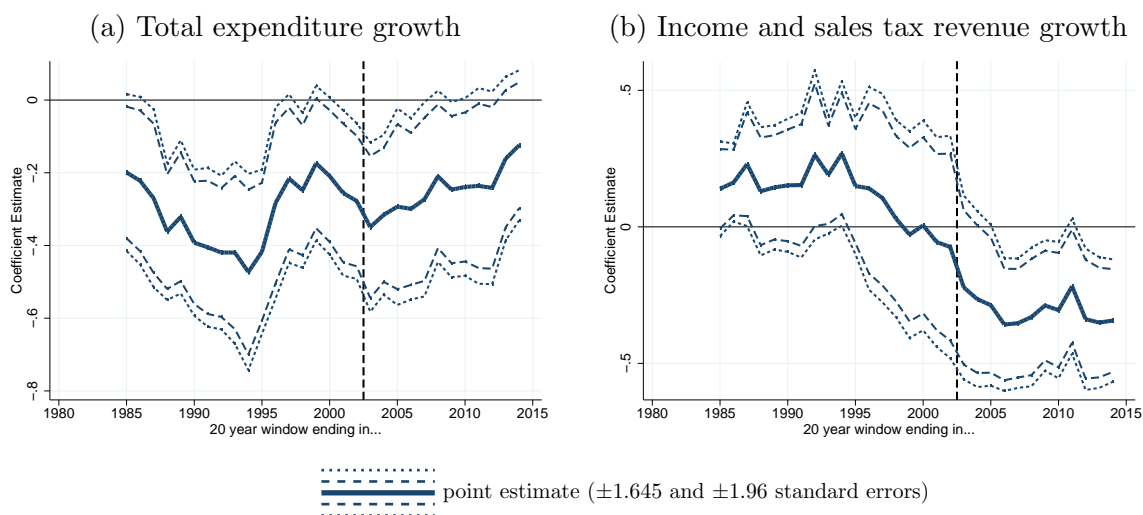 (a) Total expenditure growth
Coefficient Estimate
0
-.2
-.4
-.6
-.8
1980 1985 1990 1995 2000 2005 2010 2015
20 year window ending in...
(b) Income and sales tax revenue growth
Coefficient Estimate
.5
0
-.5
1980 1985 1990 1995 2000 2005 2010 2015
20 year window ending in...
point estimate (±1.645 and ±1.96 standard errors)